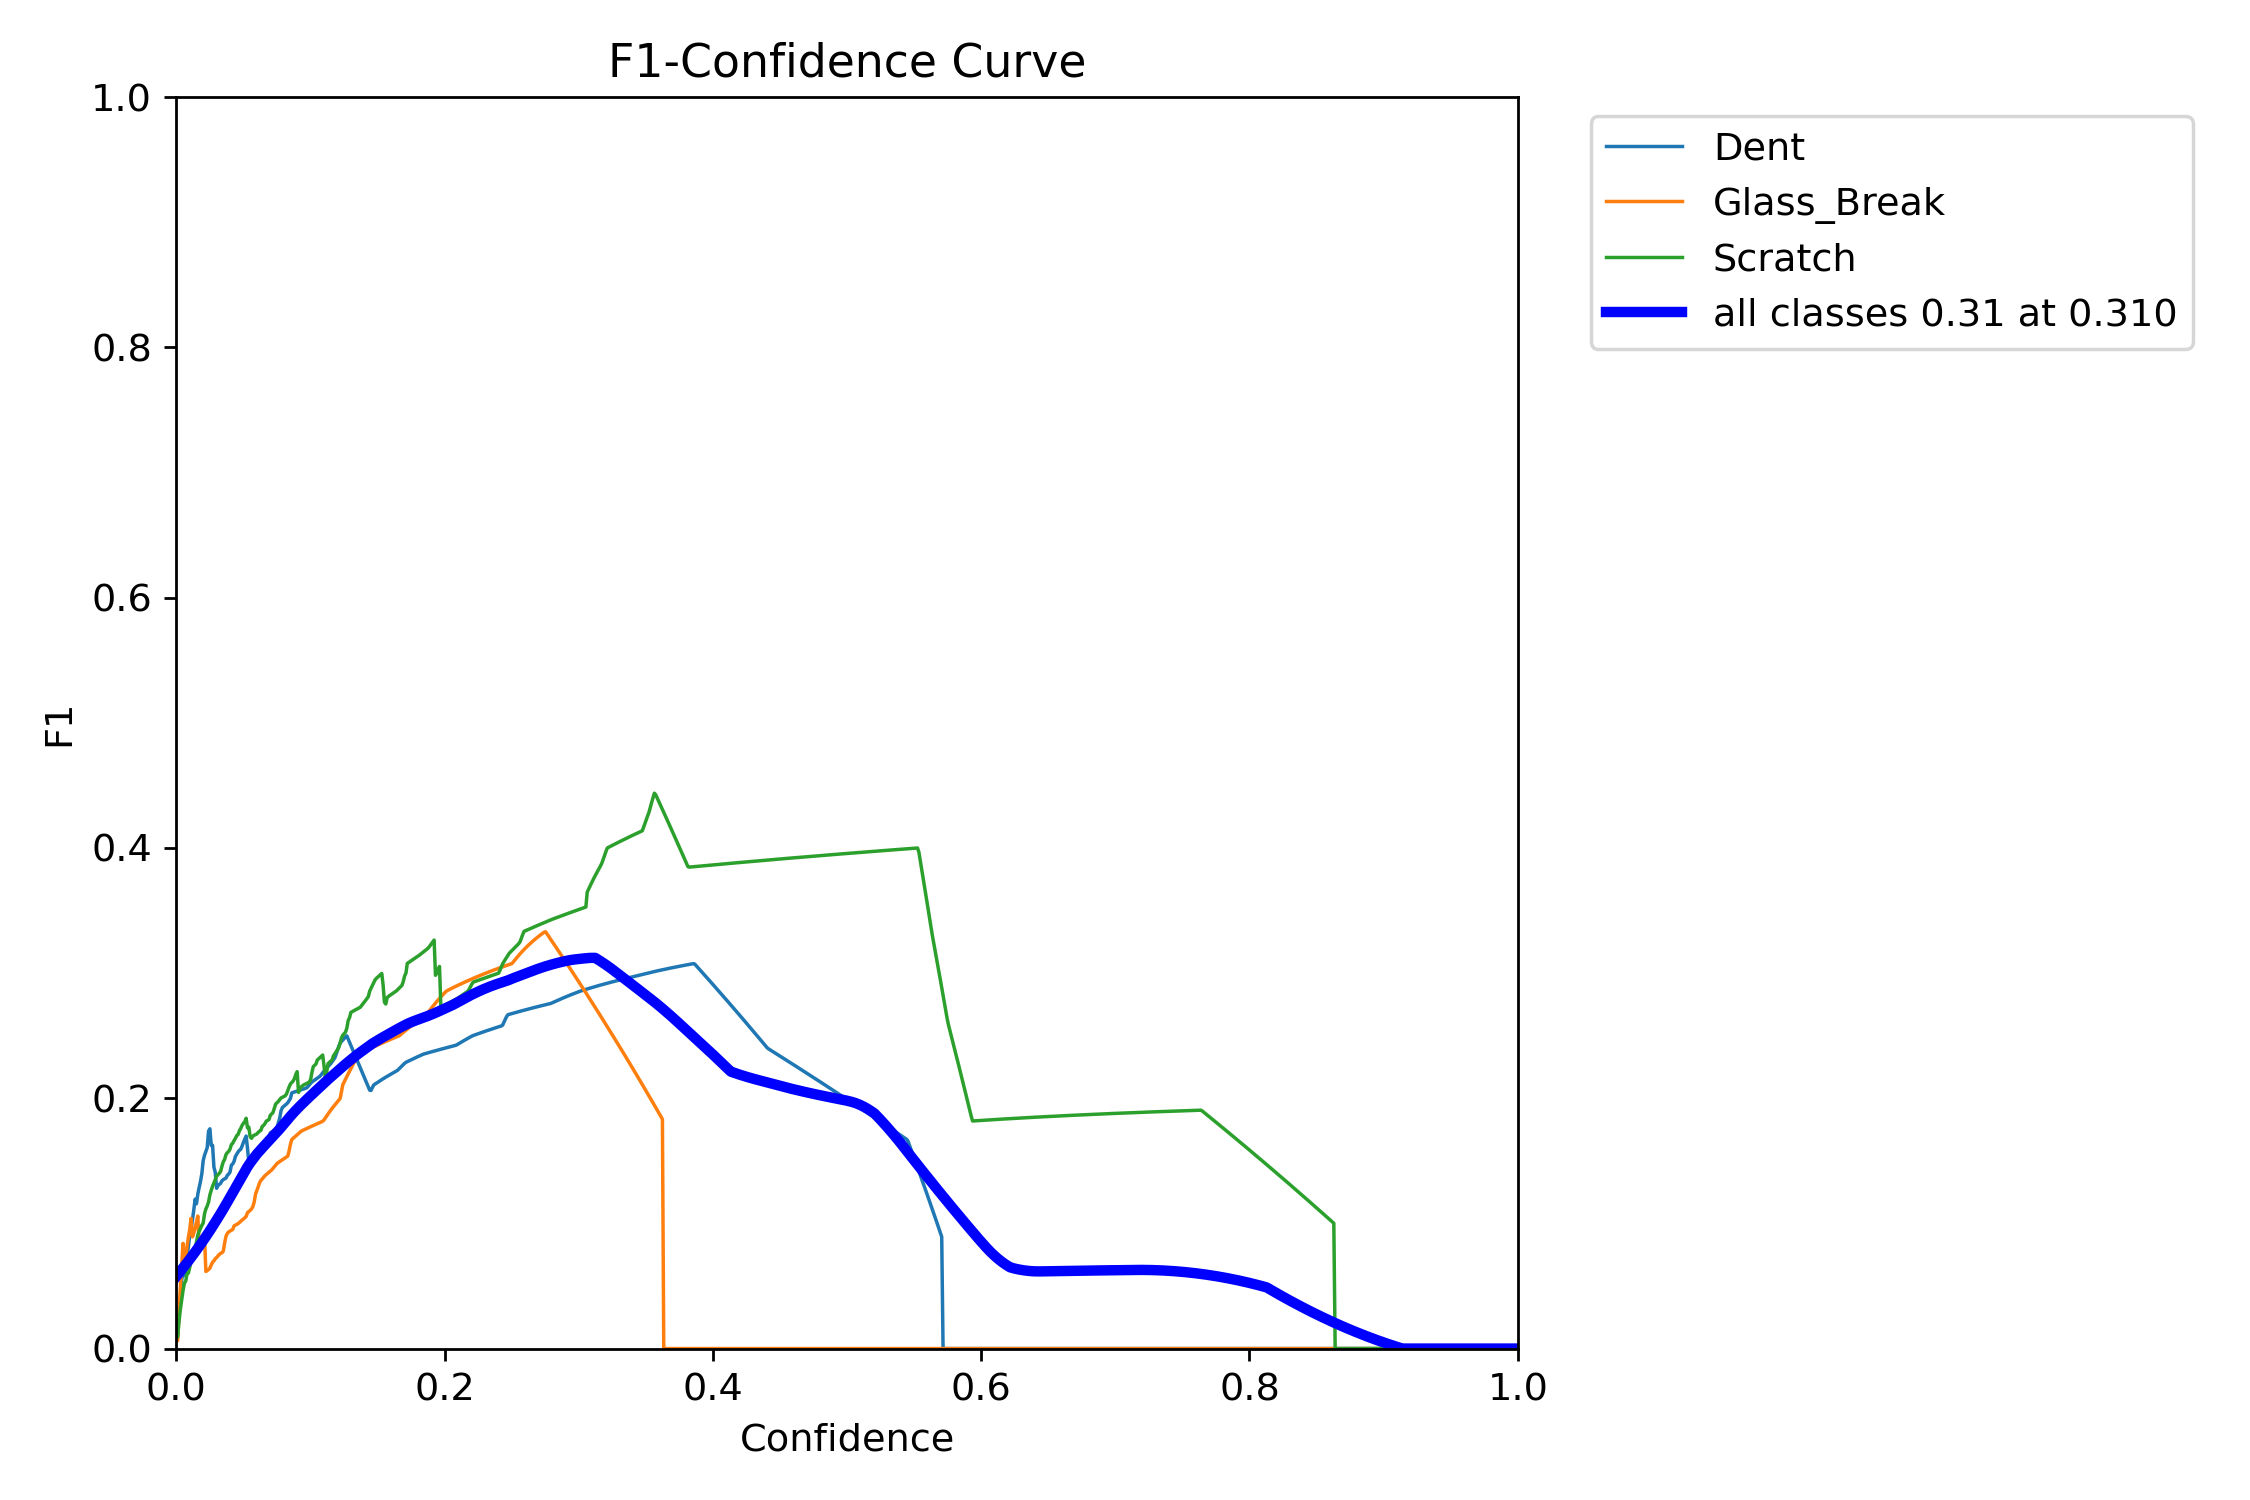 F1-Confidence Curve
1.0
0.8
0.6
0.4
0.2
0.0
F1
0.0 0.2 0.4 0.6 0.8 1.0
Confidence
Dent
Glass_Break
Scratch
all classes 0.31 at 0.310